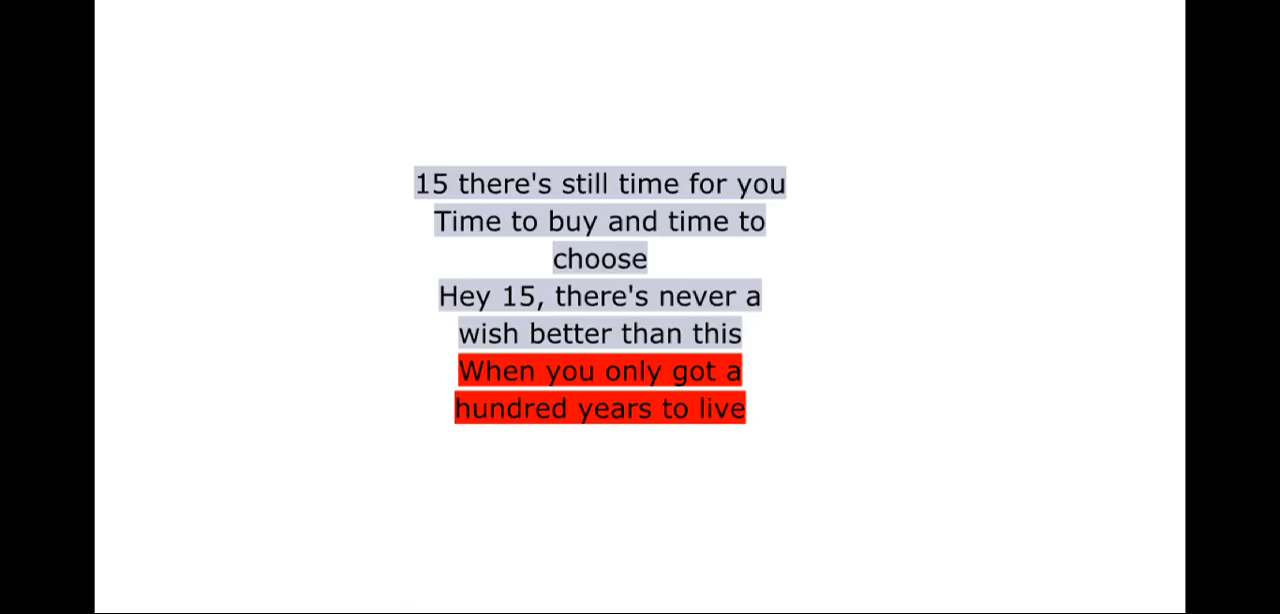 15 there's still time for you
Time to buy and time to
choose
Hey 15, there's never a
wish better than this
When you only got a
hundred years to live